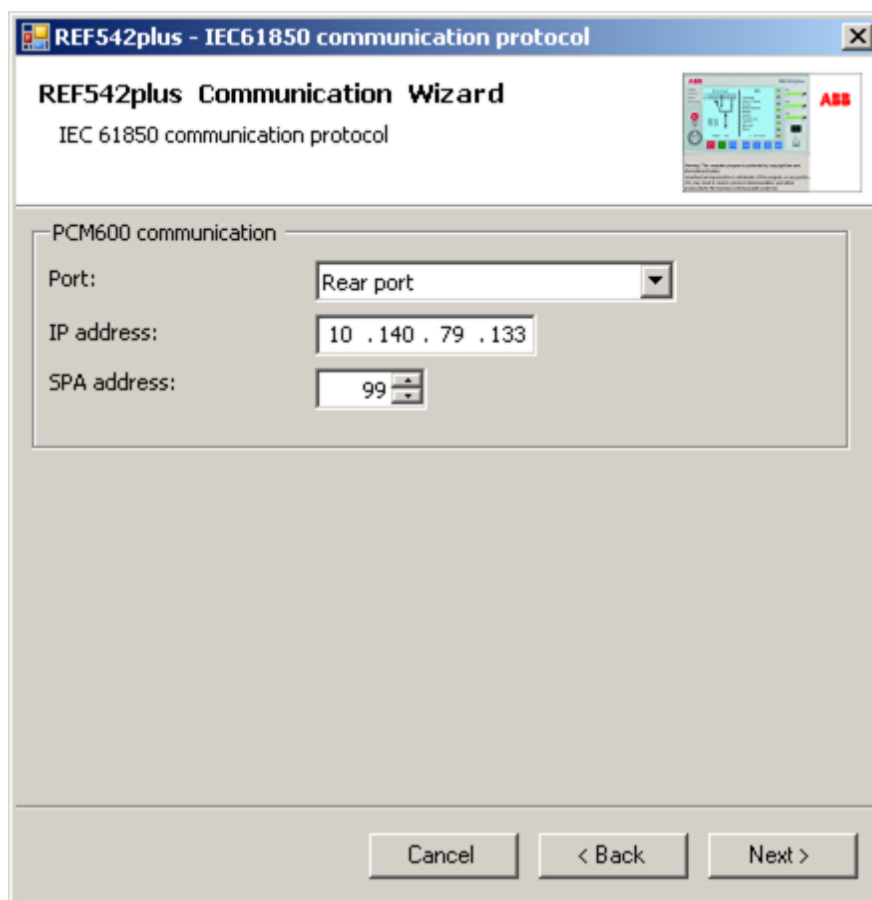 REF542plus - IEC61850 communication protocol
REF542plus Communication Wizard
IEC 61850 communication protocol
ABB
ABB
PCM600 communication
Port:
Rear port
IP address:
10 .140 . 79 .133
SPA address:
99
Cancel
< Back
Next >